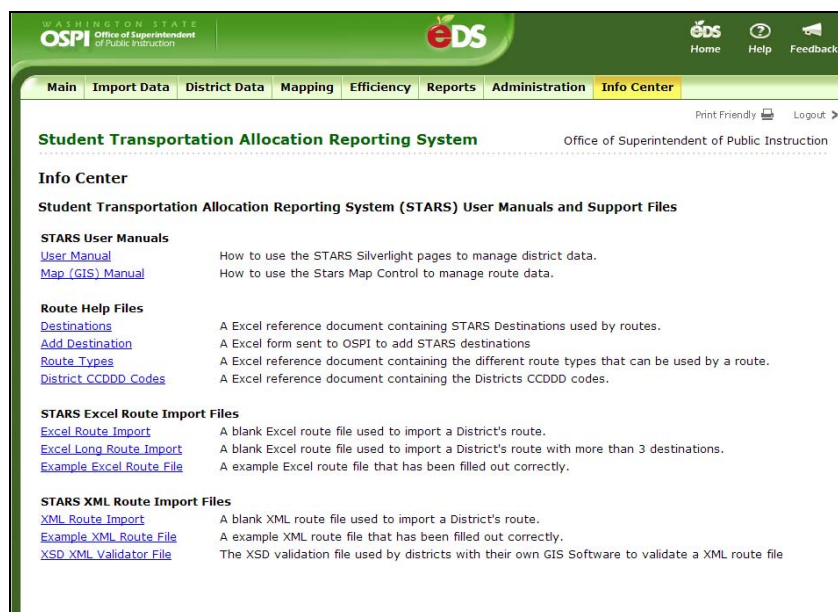 WASHINGTON STATE
OSPI Office of Superintendent of Public Instruction
eDS
eDS Home Help Feedback
Main Import Data District Data Mapping Efficiency Reports Administration Info Center
Print Friendly Logout
Student Transportation Allocation Reporting System Office of Superintendent of Public Instruction
Info Center
Student Transportation Allocation Reporting System (STARS) User Manuals and Support Files
STARS User Manuals
User Manual How to use the STARS Silverlight pages to manage district data.
Map (GIS) Manual How to use the Stars Map Control to manage route data.
Route Help Files
Destinations A Excel reference document containing STARS Destinations used by routes.
Add Destination A Excel form sent to OSPI to add STARS destinations
Route Types A Excel reference document containing the different route types that can be used by a route.
District CCDDD Codes A Excel reference document containing the Districts CCDDD codes.
STARS Excel Route Import Files
Excel Route Import A blank Excel route file used to import a District's route.
Excel Long Route Import A blank Excel route file used to import a District's route with more than 3 destinations.
Example Excel Route File A example Excel route file that has been filled out correctly.
STARS XML Route Import Files
XML Route Import A blank XML route file used to import a District's route.
Example XML Route File A example XML route file that has been filled out correctly.
XSD XML Validator File The XSD validation file used by districts with their own GIS Software to validate a XML route file